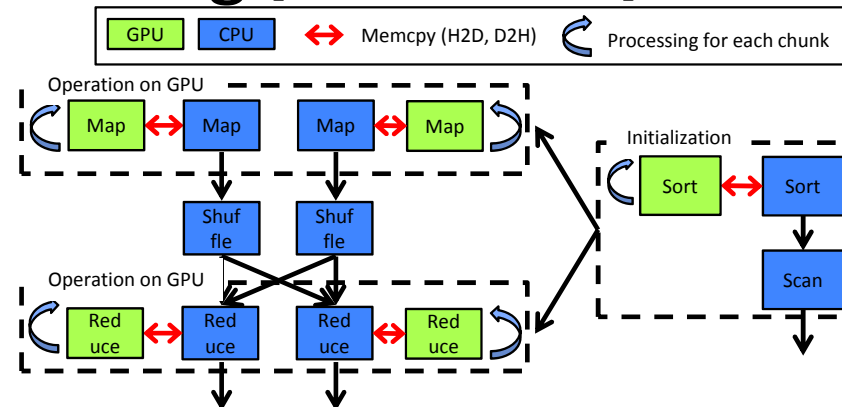 GPU CPU Memcpy (H2D, D2H) Processing for each chunk
Operation on GPU
Map Map Map Map
Initialization
Sort Sort
Shuf
fle
Shuf
fle
Operation on GPU
Scan
Red
uce
Red
uce
Red
uce
Red
uce